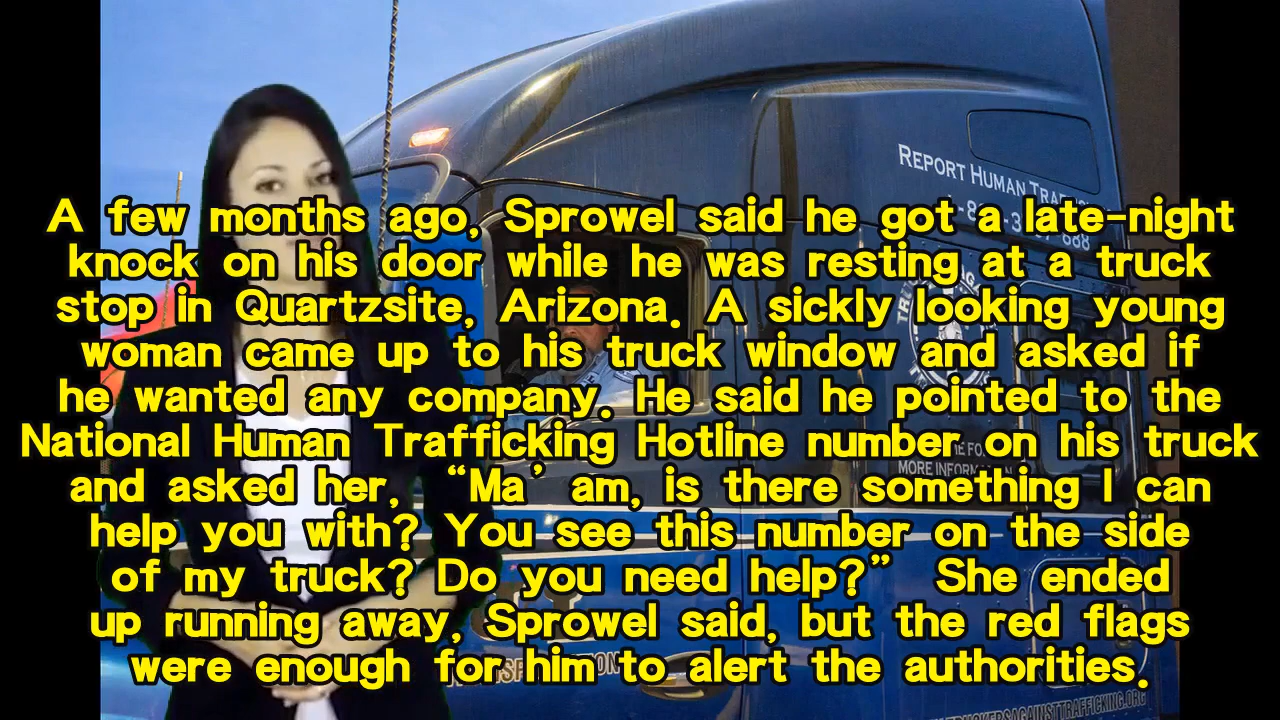 A few months ago, Sprowel said he got a late-night
knock on his door while he was resting at a truck
stop in Quartzsite, Arizona. A sickly looking young
woman came up to his truck window and asked if
he wanted any company. He said he pointed to the
National Human Trafficking Hotline number on his truck
and asked her, “Ma’am, is there something I can
help you with? You see this number on the side
of my truck? Do you need help?” She ended
up running away, Sprowel said, but the red flags
were enough for him to alert the authorities.
REPORT HUMAN
MORE